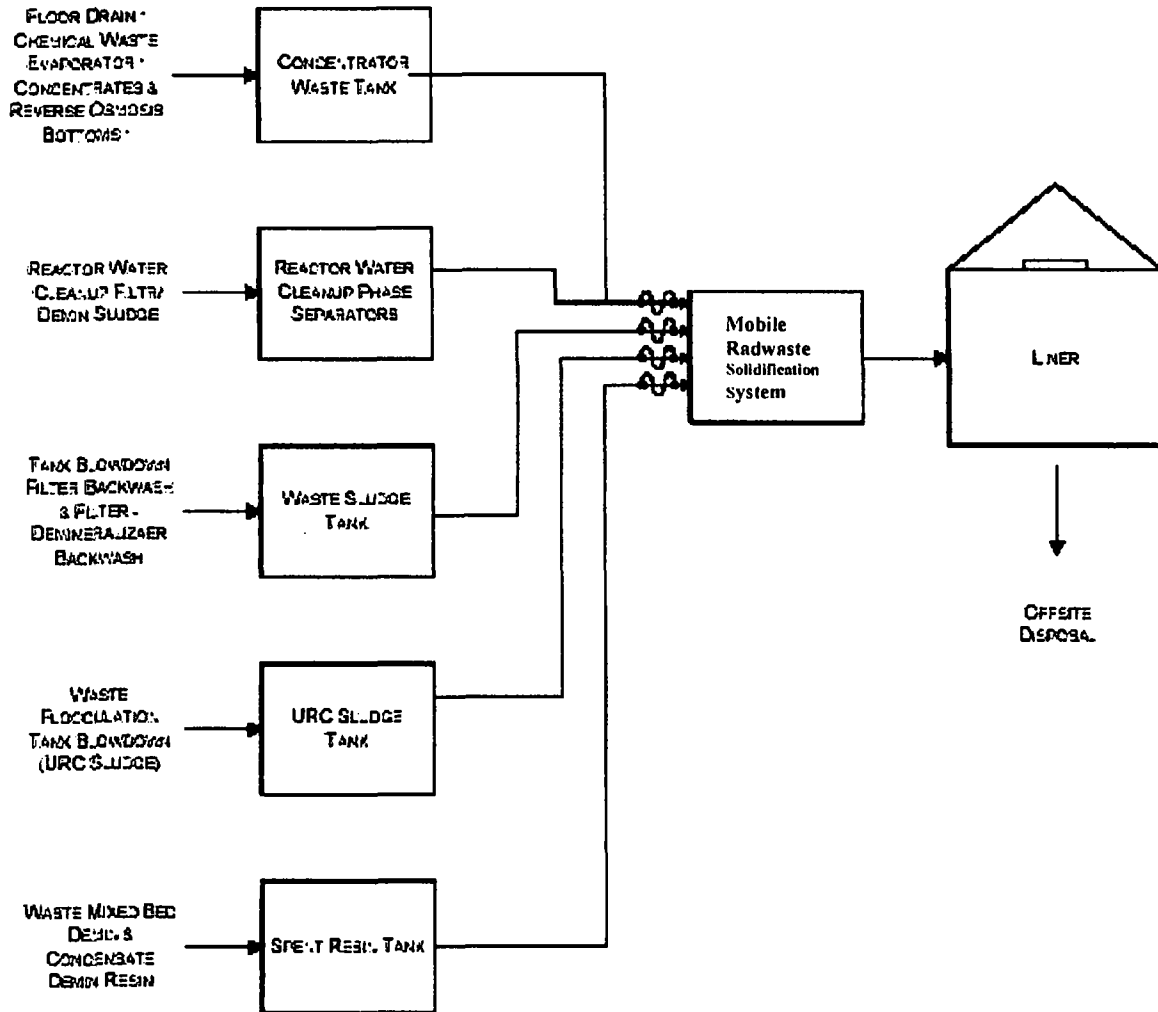 FLOOR DRAIN
CHEMICAL WASTE
EVAPORATOR
CONCENTRATES &
REVERSE OSMOSIS
BOTTOMS
CONCENTRATOR
WASTE TANK
REACTOR WATER
CLEANUP FILTR/
DEMIN SLUDGE
REACTOR WATER
CLEANUP PHASE
SEPARATORS
Mobile
Radwaste
Solidification
System
LINER
TANK BLOWDOWN
FILTER BACKWASH
& FILTER -
DEMINERALIZAER
BACKWASH
WASTE SLUDGE
TANK
OFFSITE
DISPOSAL
WASTE
FLOCCULATION
TANK BLOWDOWN
(URC SLUDGE)
URC SLUDGE
TANK
WASTE MIXED BED
DEMIN &
CONDENSATE
DEMIN RESIN
SPENT RESIN TANK